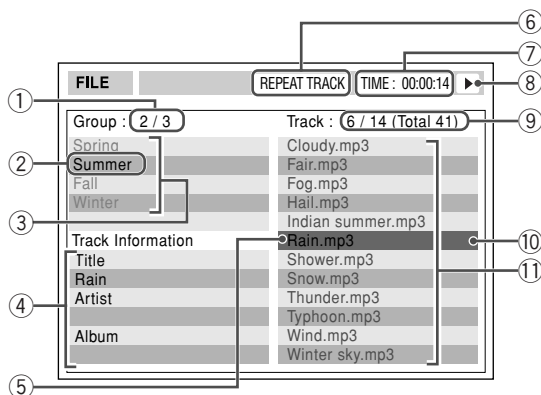 ⑥
⑦
FILE REPEAT TRACK TIME : 00:00:14 ⑧
①
Group : 2 / 3 Track : 6 / 14 (Total 41) ⑨
Spring Cloudy.mp3
② Summer Fair.mp3
Fall Fog.mp3
③ Winter Hail.mp3
Indian summer.mp3
Track Information Rain.mp3 ⑩
Title Shower.mp3 ⑪
Rain Snow.mp3
④ Artist Thunder.mp3
Typhoon.mp3
Album Wind.mp3
Winter sky.mp3
⑤